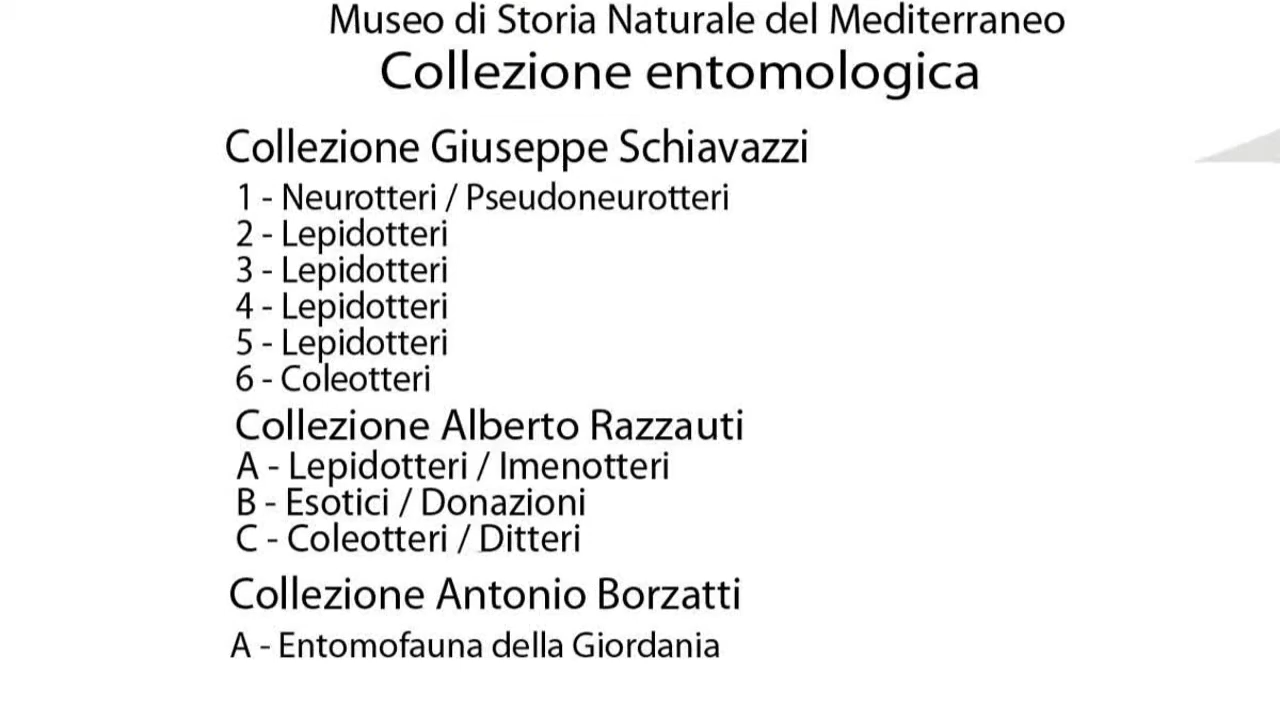 Museo di Storia Naturale del Mediterraneo
Collezione entomologica
Collezione Giuseppe Schiavazzi
1 - Neurotteri / Pseudoneurotteri
2 - Lepidotteri
3 - Lepidotteri
4 - Lepidotteri
5 - Lepidotteri
6 - Coleotteri
Collezione Alberto Razzauti
A - Lepidotteri / Imenotteri
B - Esotici / Donazioni
C - Coleotteri / Ditteri
Collezione Antonio Borzatti
A - Entomofauna della Giordania